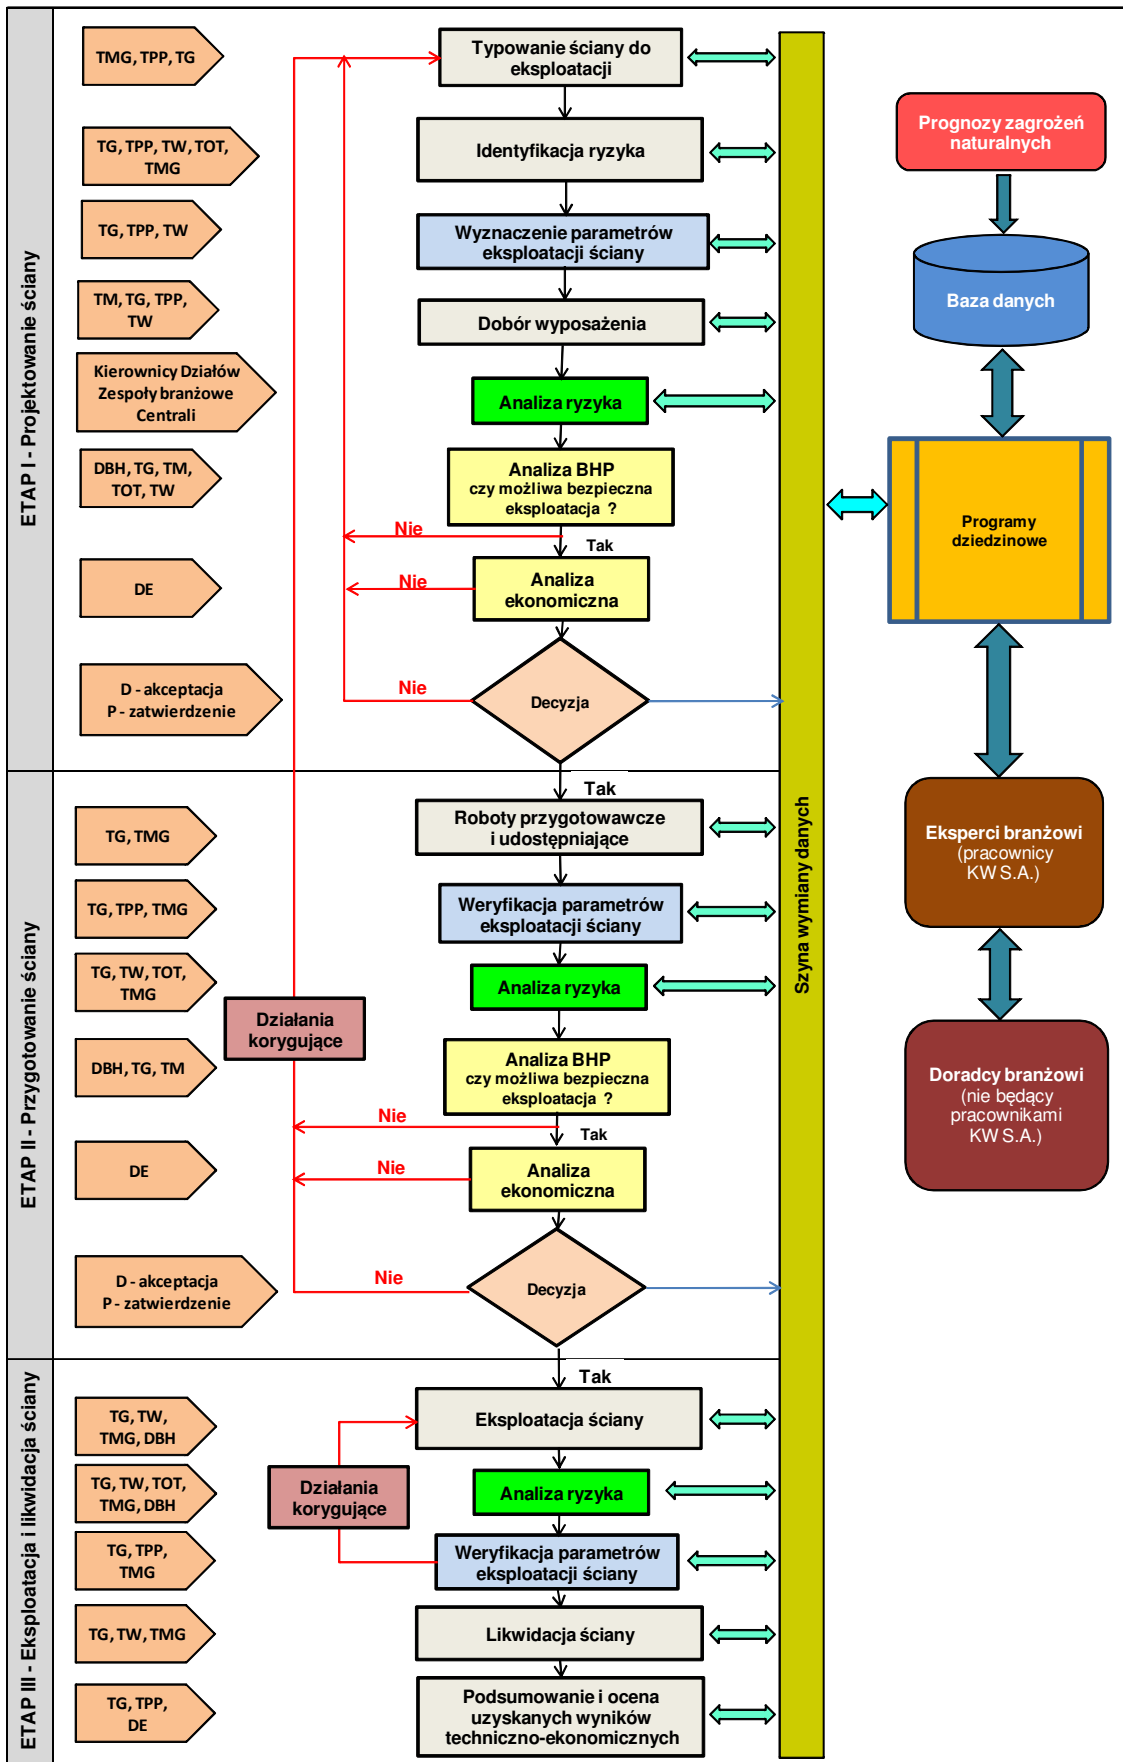 ETAP I - Projektowanie ściany
TMG, TPP, TG
Typowanie ściany do
eksploatacji
TG, TPP, TW, TOT,
TMG
Identyfikacja ryzyka
TG, TPP, TW
Wyznaczenie parametrów
eksploatacji ściany
TM, TG, TPP,
TW
Dobór wyposażenia
Kierownicy Działów
Zespoły branżowe
Centrali
Analiza ryzyka
DBH, TG, TM,
TOT, TW
Analiza BHP
czy możliwa bezpieczna
eksploatacja ?
Nie
Tak
DE
Nie
Analiza
ekonomiczna
D - akceptacja
P - zatwierdzenie
Nie
Decyzja
Tak
ETAP II - Przygotowanie ściany
TG, TMG
Roboty przygotowawcze
i udostępniające
TG, TPP, TMG
Weryfikacja parametrów
eksploatacji ściany
TG, TW, TOT,
TMG
Analiza ryzyka
Działania
korygujące
DBH, TG, TM
Analiza BHP
czy możliwa bezpieczna
eksploatacja ?
Nie
Tak
DE
Nie
Analiza
ekonomiczna
D - akceptacja
P - zatwierdzenie
Nie
Decyzja
Tak
ETAP III - Eksploatacja i likwidacja ściany
TG, TW,
TMG, DBH
Eksploatacja ściany
TG, TW, TOT,
TMG, DBH
Działania
korygujące
Analiza ryzyka
TG, TPP,
TMG
Weryfikacja parametrów
eksploatacji ściany
TG, TW, TMG
Likwidacja ściany
TG, TPP,
DE
Podsumowanie i ocena
uzyskanych wyników
techniczno-ekonomicznych
Szyna wymiany danych
Prognozy zagrożeń
naturalnych
Baza danych
Programy
dziedzinowe
Eksperci branżowi
(pracownicy
KW S.A.)
Doradcy branżowi
(nie będący
pracownikami
KW S.A.)